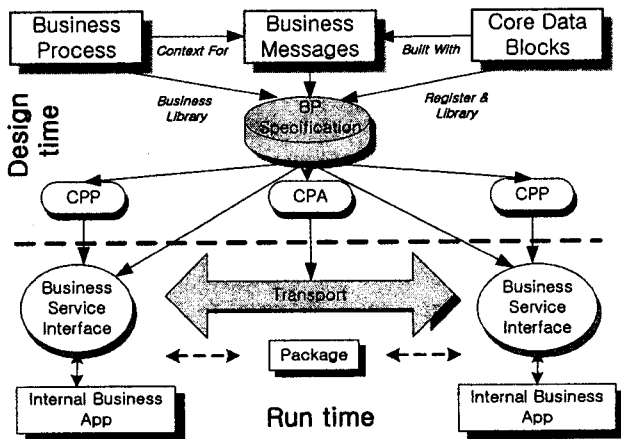 Business
Process
Context For
Business
Messages
Built With
Core Data
Blocks
Business
Library
BP
Specification
Register &
Library
Design
time
CPP
CPA
CPP
Business
Service
Interface
Transport
Business
Service
Interface
Package
Internal Business
App
Run time
Internal Business
App